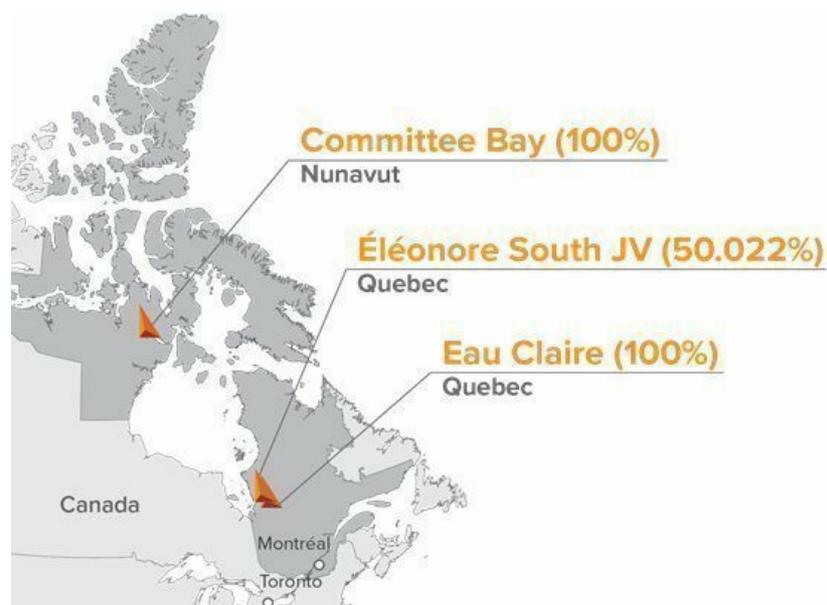 Committee Bay (100%)
Nunavut
Éléonore South JV (50.022%)
Quebec
Eau Claire (100%)
Quebec
Canada
Montréal
Toronto